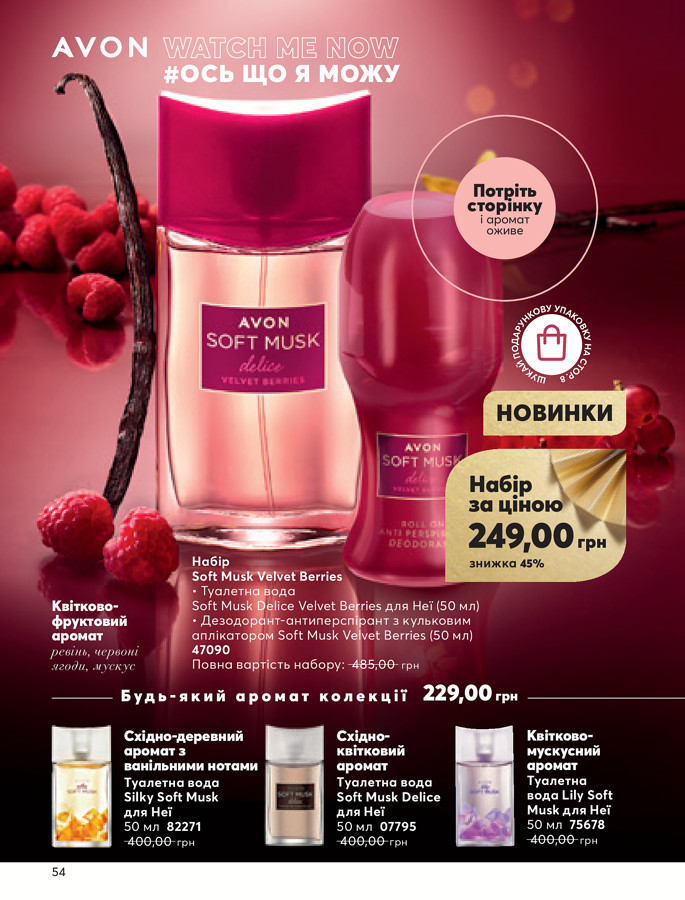 AVON WATCH ME NOW
#ОСЬ ЩО Я МОЖУ
Потріть
сторінку
і аромат
оживе
ШУКАЙ ПОДАРУНКОВУ УПАКОВКУ НА СТОР. 8
AVON
SOFT MUSK
delice
VELVET BERRIES
НОВИНКИ
AVON
SOFT MUSK
delice
VELVET BERRIES
ROLL ON
ANTI PERSPIRANT
DEODORANT
Набір
за ціною
249,00 грн
знижка 45%
Квітково-
фруктовий
аромат
ревінь, червоні
ягоди, мускус
Набір
Soft Musk Velvet Berries
• Туалетна вода
Soft Musk Delice Velvet Berries для Неї (50 мл)
• Дезодорант-антиперспірант з кульковим
аплікатором Soft Musk Velvet Berries (50 мл)
47090
Повна вартість набору: 485,00 грн
Будь-який аромат колекції 229,00 грн
Східно-деревний
аромат з
ванільними нотами
Туалетна вода
Silky Soft Musk
для Неї
50 мл 82271
400,00 грн
Східно-
квітковий
аромат
Туалетна вода
Soft Musk Delice
для Неї
50 мл 07795
400,00 грн
Квітково-
мускусний
аромат
Туалетна
вода Lily Soft
Musk для Неї
50 мл 75678
400,00 грн
SOFT MUSK
SOFT MUSK
delice
SOFT MUSK
54